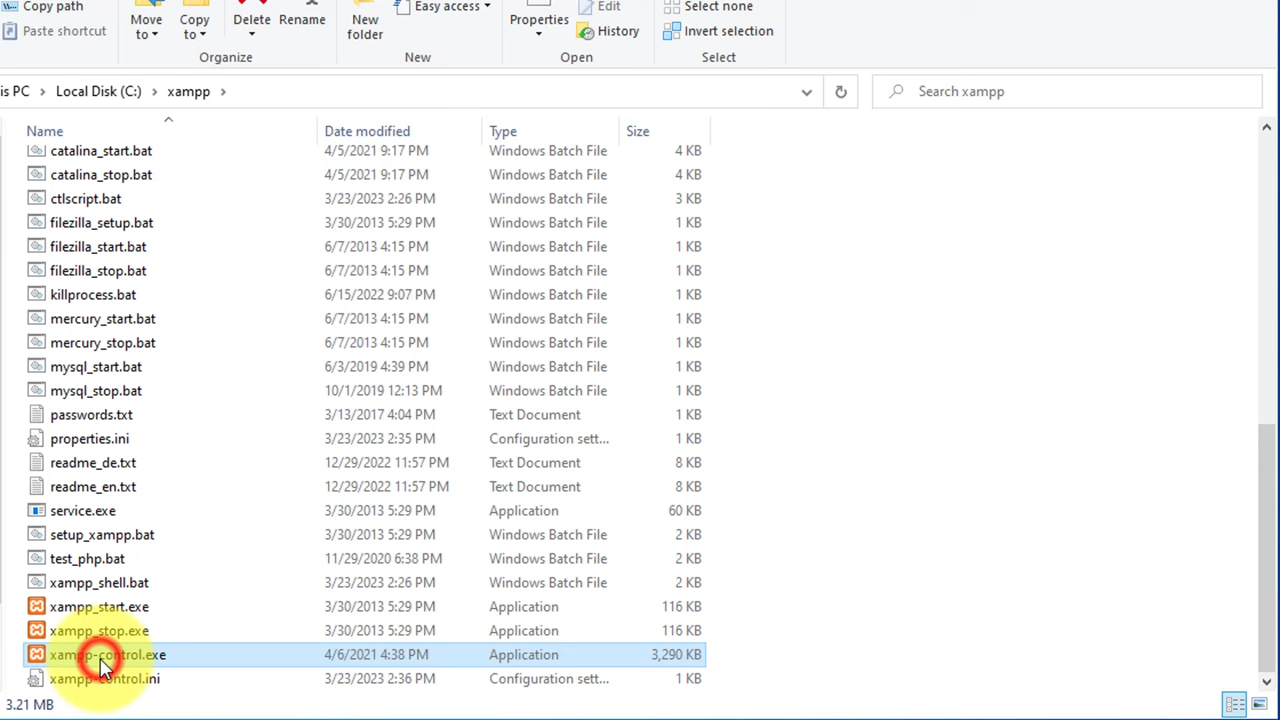 Copy path
Paste shortcut
Move to
Copy to
Delete
Rename
Organize
New folder
Easy access
New
Properties
Edit
History
Open
Select none
Invert selection
Select
is PC > Local Disk (C:) > xampp >
Search xampp
Name Date modified Type Size
catalina_start.bat 4/5/2021 9:17 PM Windows Batch File 4 KB
catalina_stop.bat 4/5/2021 9:17 PM Windows Batch File 4 KB
ctlscript.bat 3/23/2023 2:26 PM Windows Batch File 3 KB
filezilla_setup.bat 3/30/2013 5:29 PM Windows Batch File 1 KB
filezilla_start.bat 6/7/2013 4:15 PM Windows Batch File 1 KB
filezilla_stop.bat 6/7/2013 4:15 PM Windows Batch File 1 KB
killprocess.bat 6/15/2022 9:07 PM Windows Batch File 1 KB
mercury_start.bat 6/7/2013 4:15 PM Windows Batch File 1 KB
mercury_stop.bat 6/7/2013 4:15 PM Windows Batch File 1 KB
mysql_start.bat 6/3/2019 4:39 PM Windows Batch File 1 KB
mysql_stop.bat 10/1/2019 12:13 PM Windows Batch File 1 KB
passwords.txt 3/13/2017 4:04 PM Text Document 1 KB
properties.ini 3/23/2023 2:35 PM Configuration sett... 1 KB
readme_de.txt 12/29/2022 11:57 PM Text Document 8 KB
readme_en.txt 12/29/2022 11:57 PM Text Document 8 KB
service.exe 3/30/2013 5:29 PM Application 60 KB
setup_xampp.bat 3/30/2013 5:29 PM Windows Batch File 2 KB
test_php.bat 11/29/2020 6:38 PM Windows Batch File 2 KB
xampp_shell.bat 3/23/2023 2:26 PM Windows Batch File 2 KB
xampp_start.exe 3/30/2013 5:29 PM Application 116 KB
xampp_stop.exe 3/30/2013 5:29 PM Application 116 KB
xampp-control.exe 4/6/2021 4:38 PM Application 3,290 KB
xampp-control.ini 3/23/2023 2:36 PM Configuration sett... 1 KB
3.21 MB